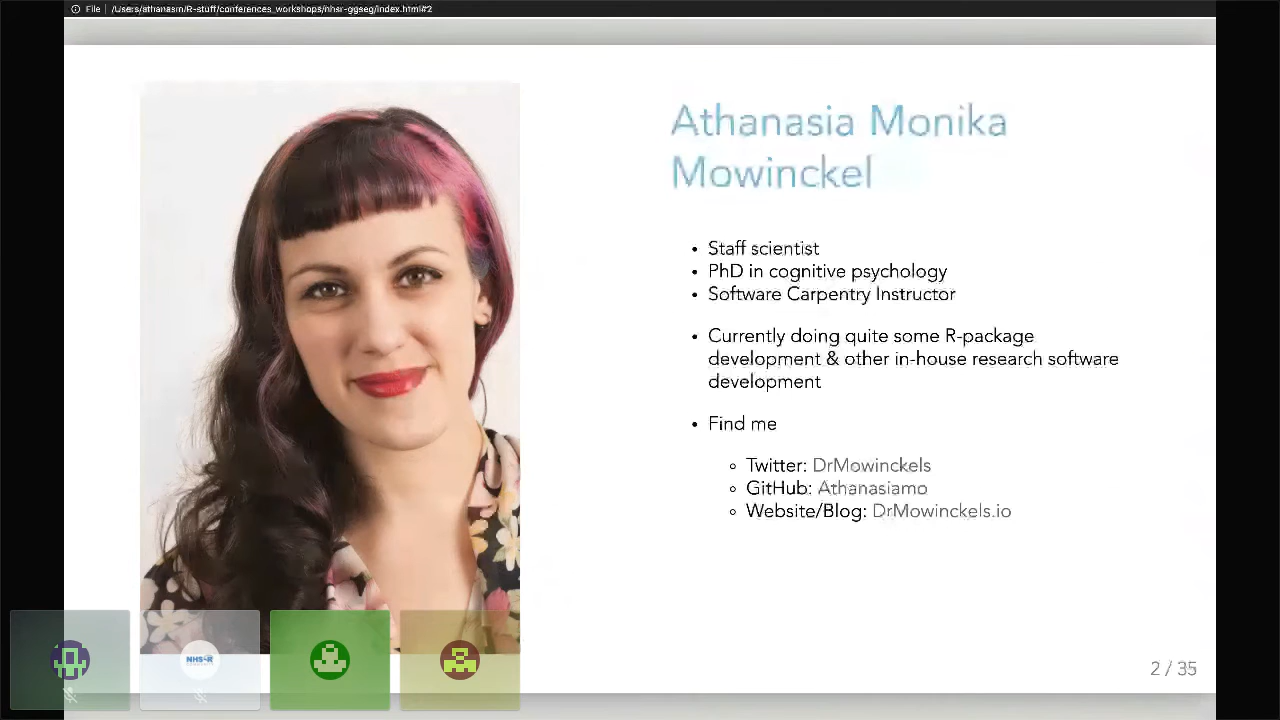 File
/Users/athanasm/R-stuff/conferences_workshops/nhsr-ggseg/index.html#2
Athanasia Monika
Mowinckel
• Staff scientist
• PhD in cognitive psychology
• Software Carpentry Instructor
• Currently doing quite some R-package
development & other in-house research software
development
• Find me
Twitter: DrMowinckels
GitHub: Athanasiamo
Website/Blog: DrMowinckels.io
NHS-R
2 / 35